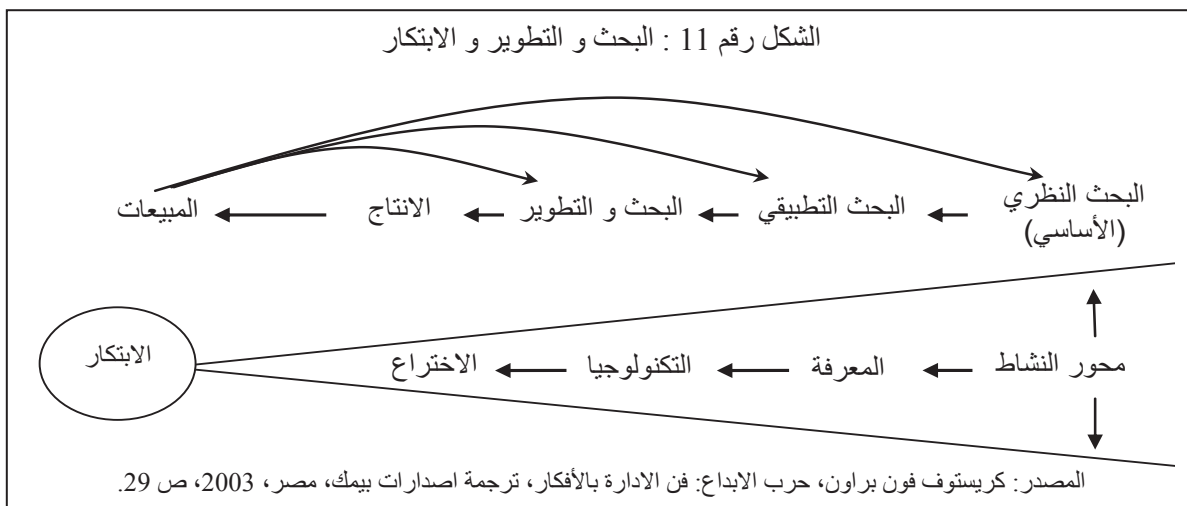 الشكل رقم 11 : البحث و التطوير و الابتكار
البحث النظري
(الأساسي)
البحث التطبيقي
البحث و التطوير
الانتاج
المبيعات
محور النشاط
المعرفة
التكنولوجيا
الاختراع
الابتكار
المصدر: كريستوف فون براون، حرب الابداع: فن الادارة بالأفكار، ترجمة اصدارات بيمك، مصر، 2003، ص 29.